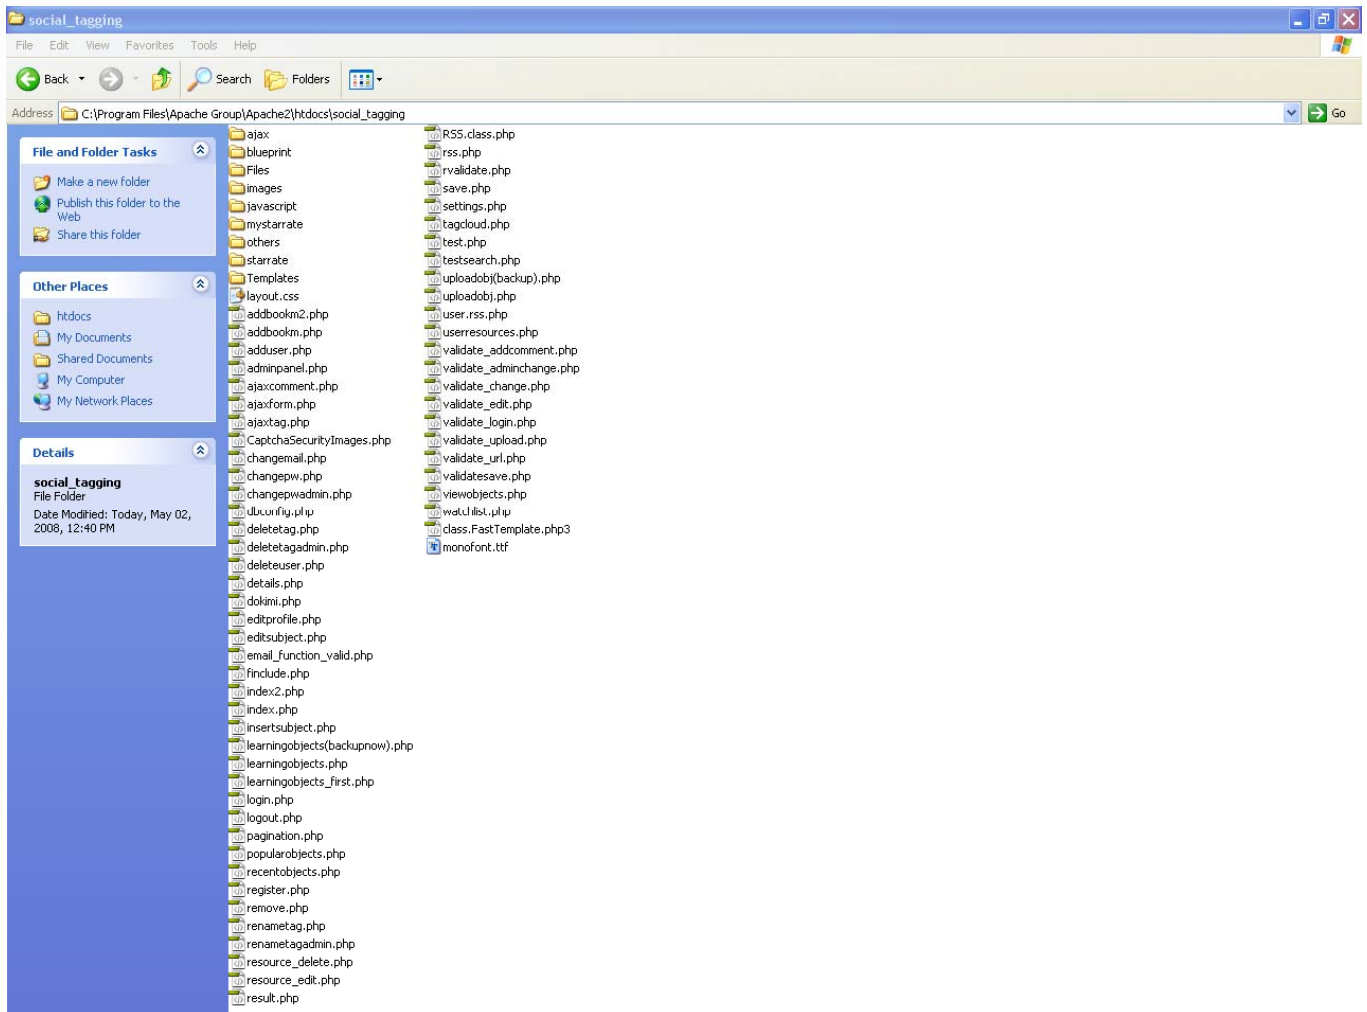 social_tagging
File Edit View Favorites Tools Help
Back Search Folders
Address C:\Program Files\Apache Group\Apache2\htdocs\social_tagging Go
File and Folder Tasks
Make a new folder
Publish this folder to the
Web
Share this folder
Other Places
htdocs
My Documents
Shared Documents
My Computer
My Network Places
Details
social_tagging
File Folder
Date Modified: Today, May 02,
2008, 12:40 PM
ajax
blueprint
Files
images
javascript
mystarrate
others
starrate
Templates
layout.css
addbookm2.php
addbookm.php
adduser.php
adminpanel.php
ajaxcomment.php
ajaxform.php
ajaxtag.php
CaptchaSecurityImages.php
changemail.php
changepw.php
changepwadmin.php
dbconfig.php
deletetag.php
deletetagadmin.php
deleteuser.php
details.php
dokimi.php
editprofile.php
editsubject.php
email_function_valid.php
finclude.php
index2.php
index.php
insertsubject.php
learningobjects(backupnow).php
learningobjects.php
learningobjects_first.php
login.php
logout.php
pagination.php
popularobjects.php
recentobjects.php
register.php
remove.php
renametag.php
renametagadmin.php
resource_delete.php
resource_edit.php
result.php
RSS.class.php
rss.php
rvalidate.php
save.php
settings.php
tagcloud.php
test.php
testsearch.php
uploadobj(backup).php
uploadobj.php
user.rss.php
userresources.php
validate_addcomment.php
validate_adminchange.php
validate_change.php
validate_edit.php
validate_login.php
validate_upload.php
validate_url.php
validatesave.php
viewobjects.php
watchlist.php
class.FastTemplate.php3
monofont.ttf